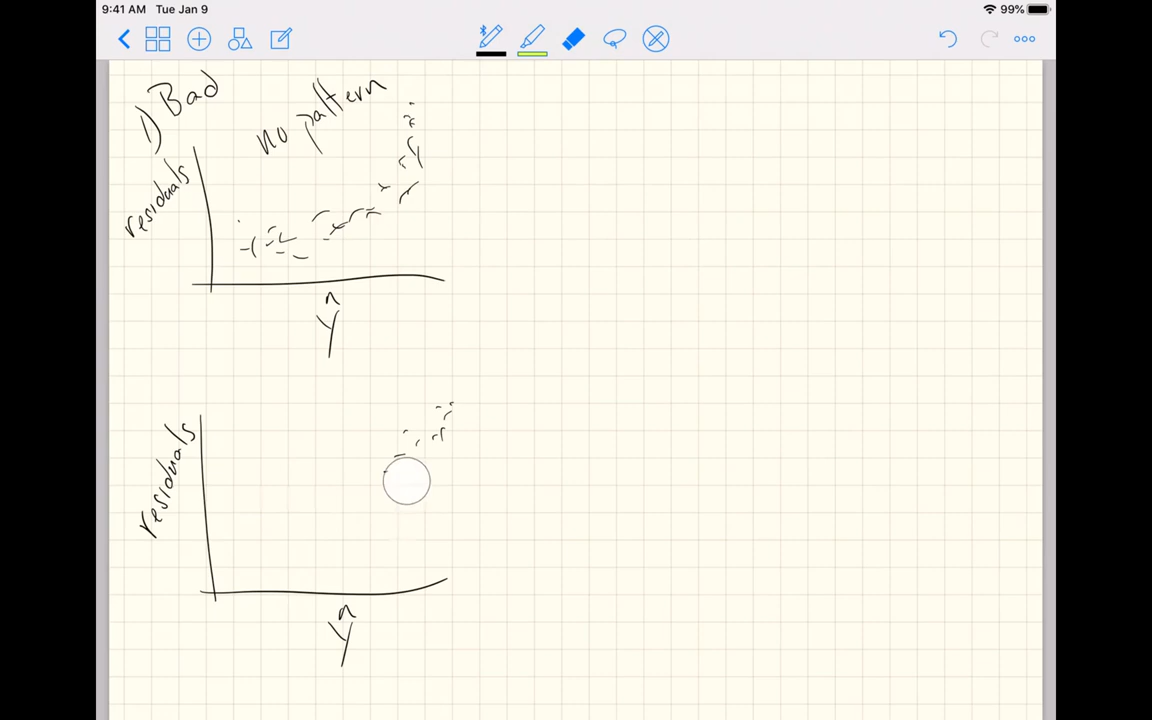 9:41 AM Tue Jan 9
99%
1) Bad
no pattern
residuals
ŷ
residuals
ŷ